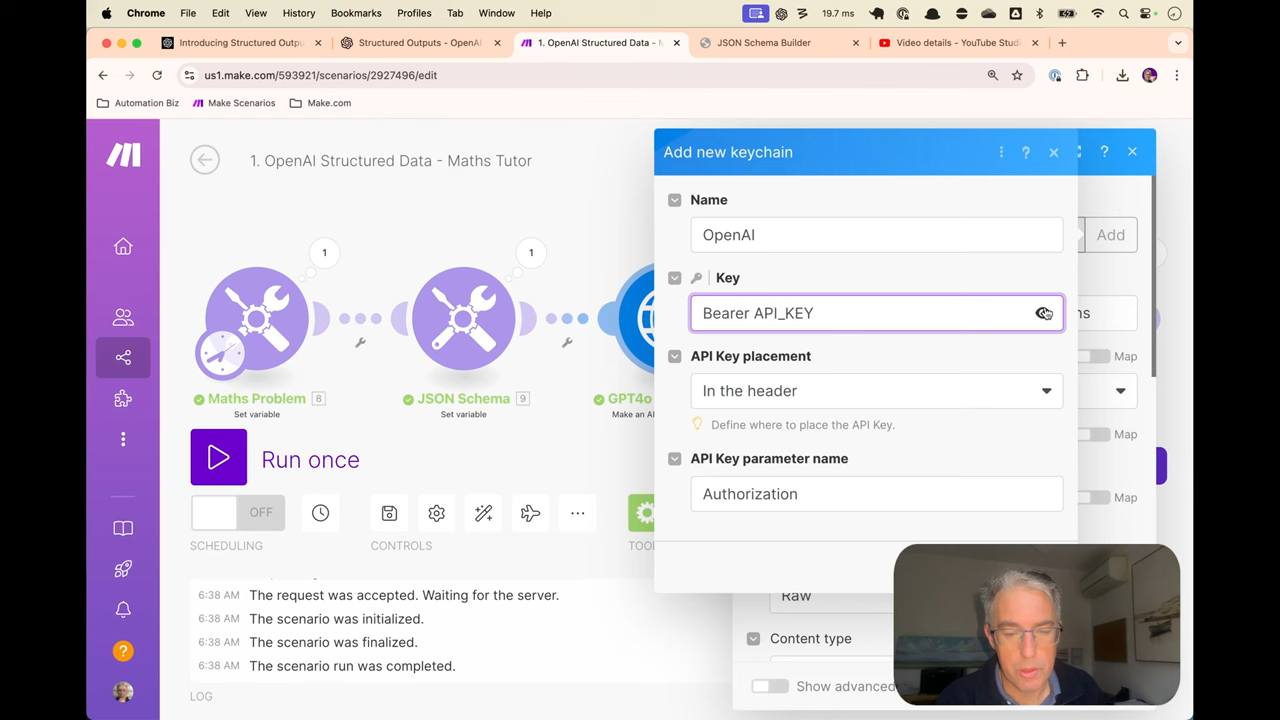 Chrome File Edit View History Bookmarks Profiles Tab Window Help 19.7 ms
Introducing Structured Outpu
Structured Outputs - OpenAI
1. OpenAI Structured Data - M
JSON Schema Builder
Video details - YouTube Stud
us1.make.com/593921/scenarios/2927496/edit
Automation Biz Make Scenarios Make.com
1. OpenAI Structured Data - Maths Tutor
1
1
Maths Problem 8
Set variable
JSON Schema 9
Set variable
GPT4o
Make an AI
Run once
OFF
SCHEDULING
CONTROLS
TOO
6:38 AM The request was accepted. Waiting for the server.
6:38 AM The scenario was initialized.
6:38 AM The scenario was finalized.
6:38 AM The scenario run was completed.
LOG
Add new keychain
Name
OpenAI
Key
Bearer API_KEY
API Key placement
In the header
Define where to place the API Key.
API Key parameter name
Authorization
Add
ns
Map
Map
Map
Raw
Content type
Show advanced